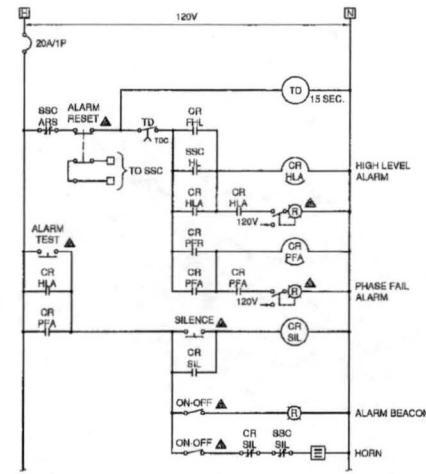 H
N
120V
20A/1P
TD
15 SEC.
SSC
ARS
ALARM
RESET
TD
TDC
CR
FHL
TO SSC
SSC
HL
CR
HLA
HIGH LEVEL
ALARM
CR
HLA
CR
HLA
R
120V
ALARM
TEST
CR
PFR
CR
PFA
CR
HLA
CR
PFA
CR
PFA
R
120V
PHASE FAIL
ALARM
CR
PFA
SILENCE
CR
SIL
CR
SIL
ON-OFF
R
ALARM BEACON
ON-OFF
CR
SIL
SSC
SIL
HORN